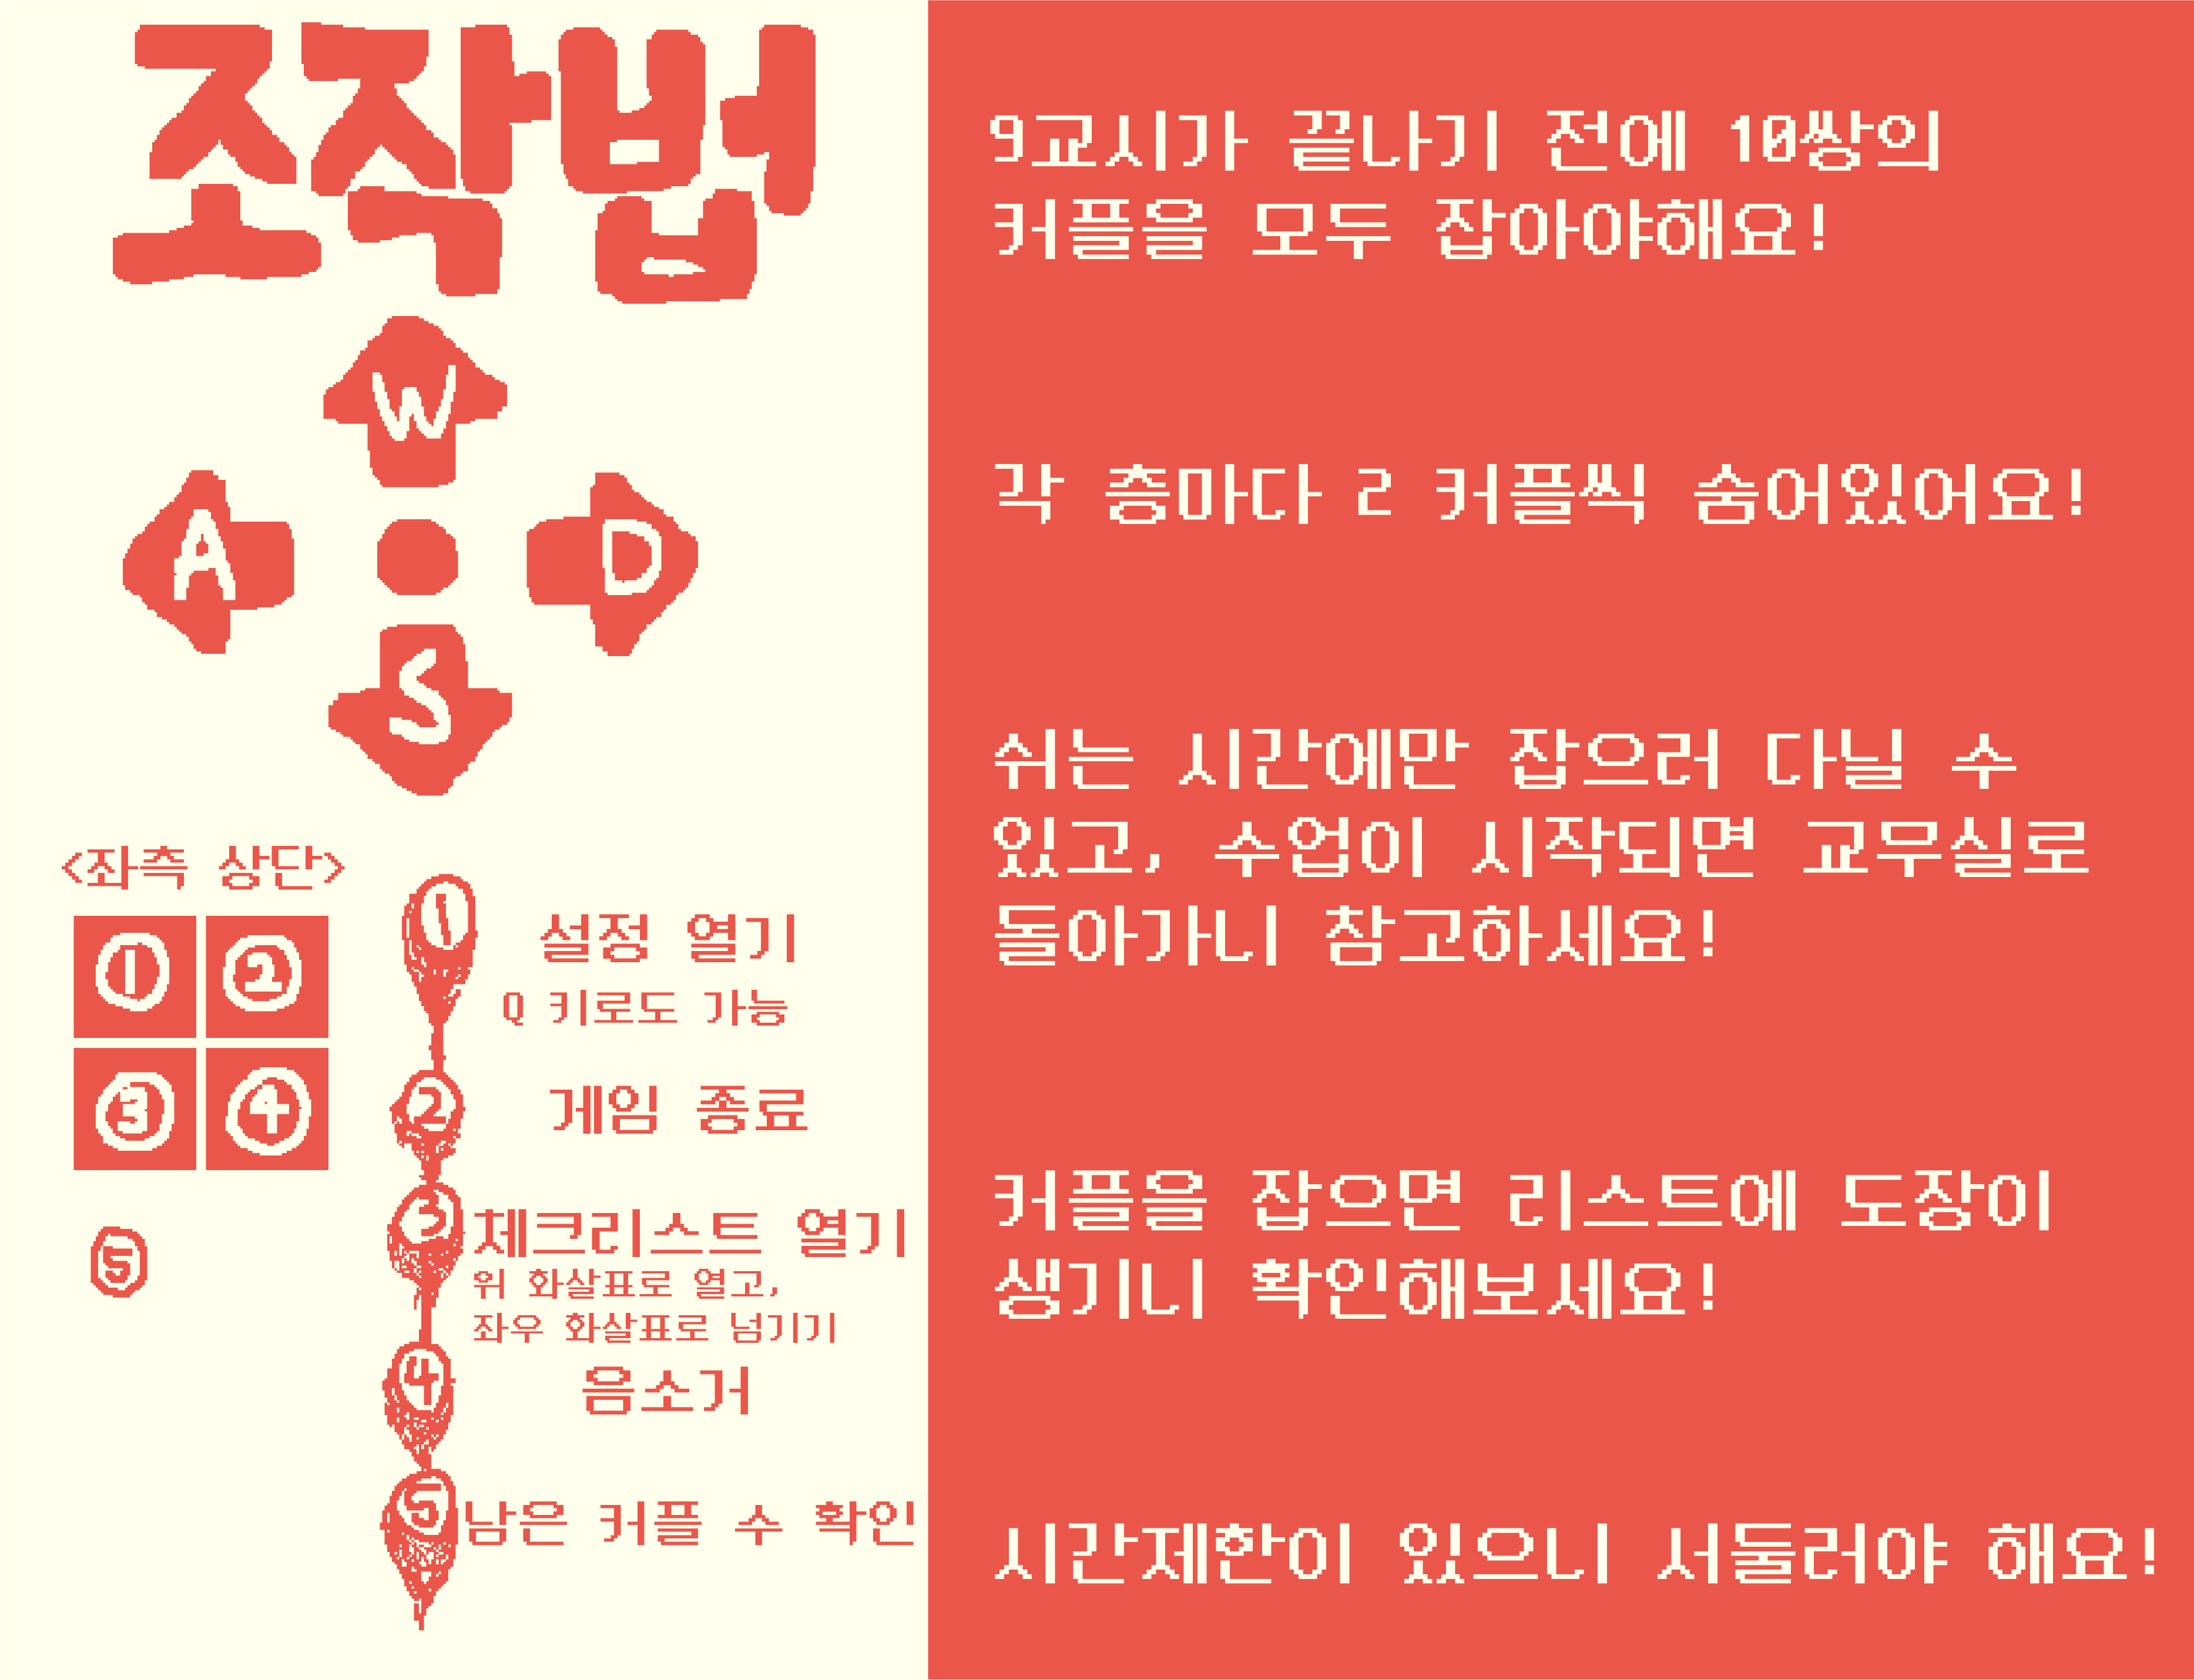 조작법
W
A
D
S
<좌측 상단>
① ②
③ ④
⑤
① 설정 열기
Q 키로도 가능
② 게임 종료
③ 체크리스트 열기
위 화살표로 열고,
좌우 화살표로 넘기기
④ 음소거
⑤ 남은 커플 수 확인
9교시가 끝나기 전에 10쌍의
커플을 모두 잡아야해요!
각 층마다 2 커플씩 숨어있어요!
쉬는 시간에만 잡으러 다닐 수
있고, 수업이 시작되면 교무실로
돌아가니 참고하세요!
커플을 잡으면 리스트에 도장이
생기니 확인해보세요!
시간제한이 있으니 서둘러야 해요!